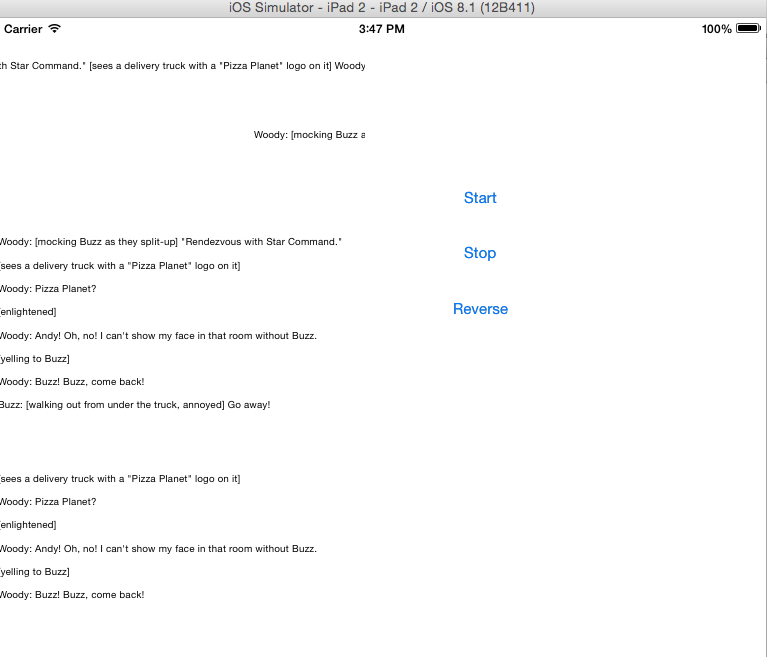 iOS Simulator - iPad 2 - iPad 2 / iOS 8.1 (12B411)
Carrier 3:47 PM 100%
th Star Command." [sees a delivery truck with a "Pizza Planet" logo on it] Woody
Woody: [mocking Buzz a
Start
Stop
Woody: [mocking Buzz as they split-up] "Rendezvous with Star Command."
[sees a delivery truck with a "Pizza Planet" logo on it]
Woody: Pizza Planet?
Reverse
[enlightened]
Woody: Andy! Oh, no! I can't show my face in that room without Buzz.
[yelling to Buzz]
Woody: Buzz! Buzz, come back!
Buzz: [walking out from under the truck, annoyed] Go away!
[sees a delivery truck with a "Pizza Planet" logo on it]
Woody: Pizza Planet?
[enlightened]
Woody: Andy! Oh, no! I can't show my face in that room without Buzz.
[yelling to Buzz]
Woody: Buzz! Buzz, come back!